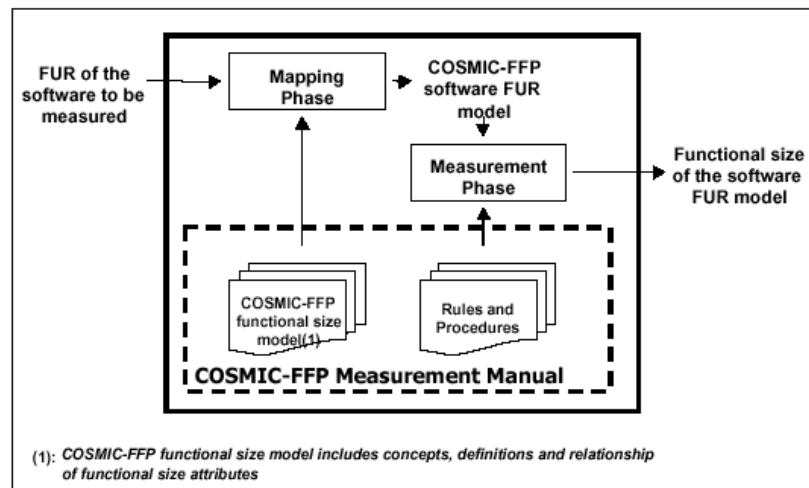 FUR of the
software to be
measured
Mapping
Phase
COSMIC-FFP
software FUR
model
Measurement
Phase
Functional size
of the software
FUR model
COSMIC-FFP
functional size
model(1)
Rules and
Procedures
COSMIC-FFP Measurement Manual
(1): COSMIC-FFP functional size model includes concepts, definitions and relationship
of functional size attributes